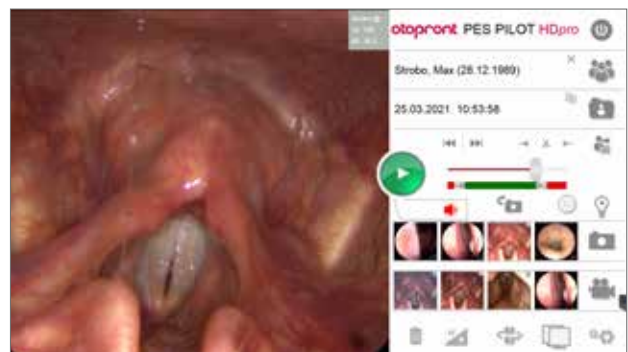 otopront PES PILOT HDpro
Strobo, Max (28.12.1989)
25.03.2021 10:53:58